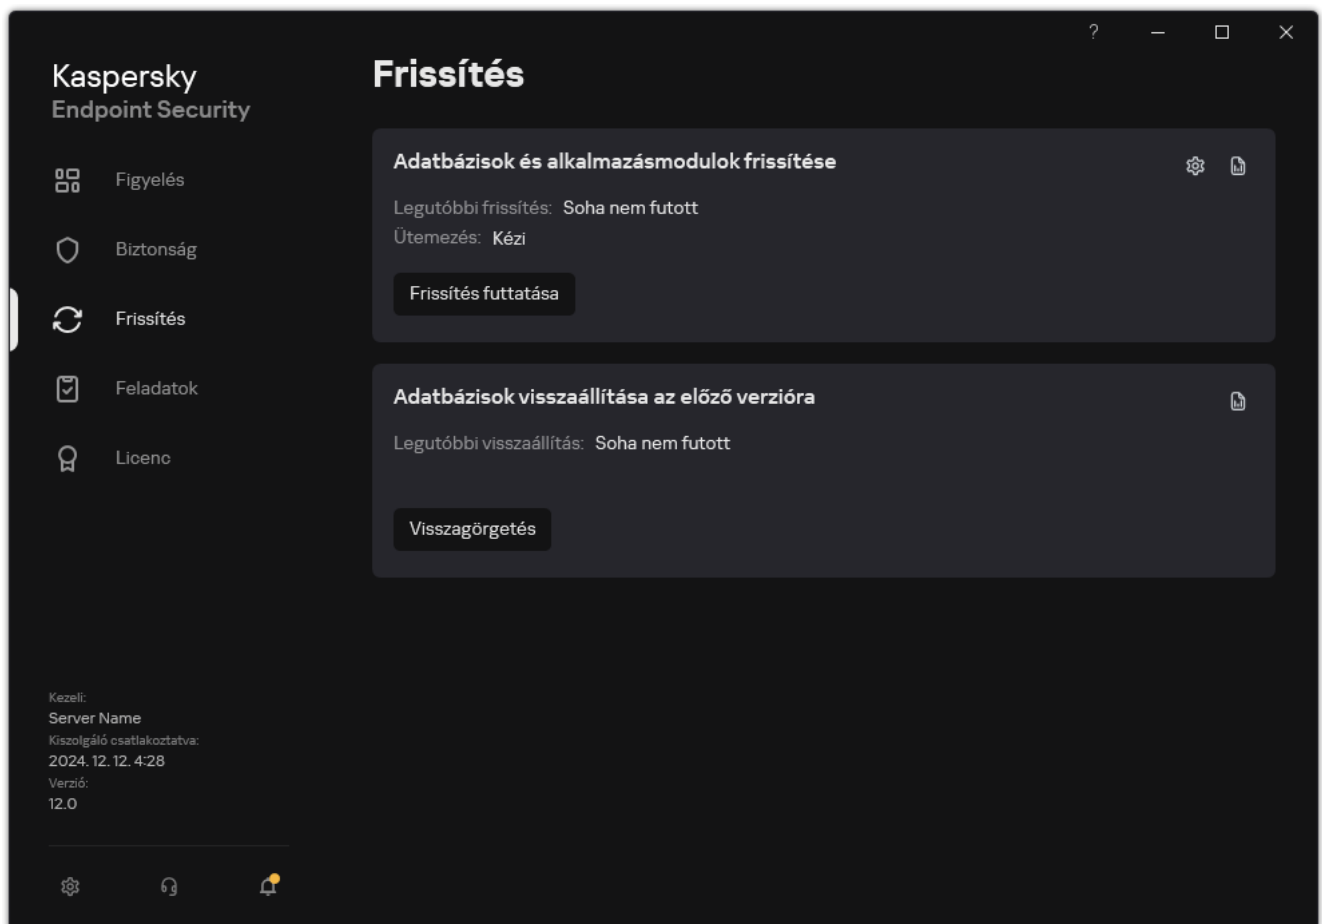 ?
Kaspersky
Endpoint Security
Figyelés
Biztonság
Frissítés
Feladatok
Licenc
Kezeli:
Server Name
Kiszolgáló csatlakoztatva:
2024. 12. 12. 4:28
Verzió:
12.0
Frissítés
Adatbázisok és alkalmazásmodulok frissítése
Legutóbbi frissítés: Soha nem futott
Ütemezés: Kézi
Frissítés futtatása
Adatbázisok visszaállítása az előző verzióra
Legutóbbi visszaállítás: Soha nem futott
Visszagörgetés